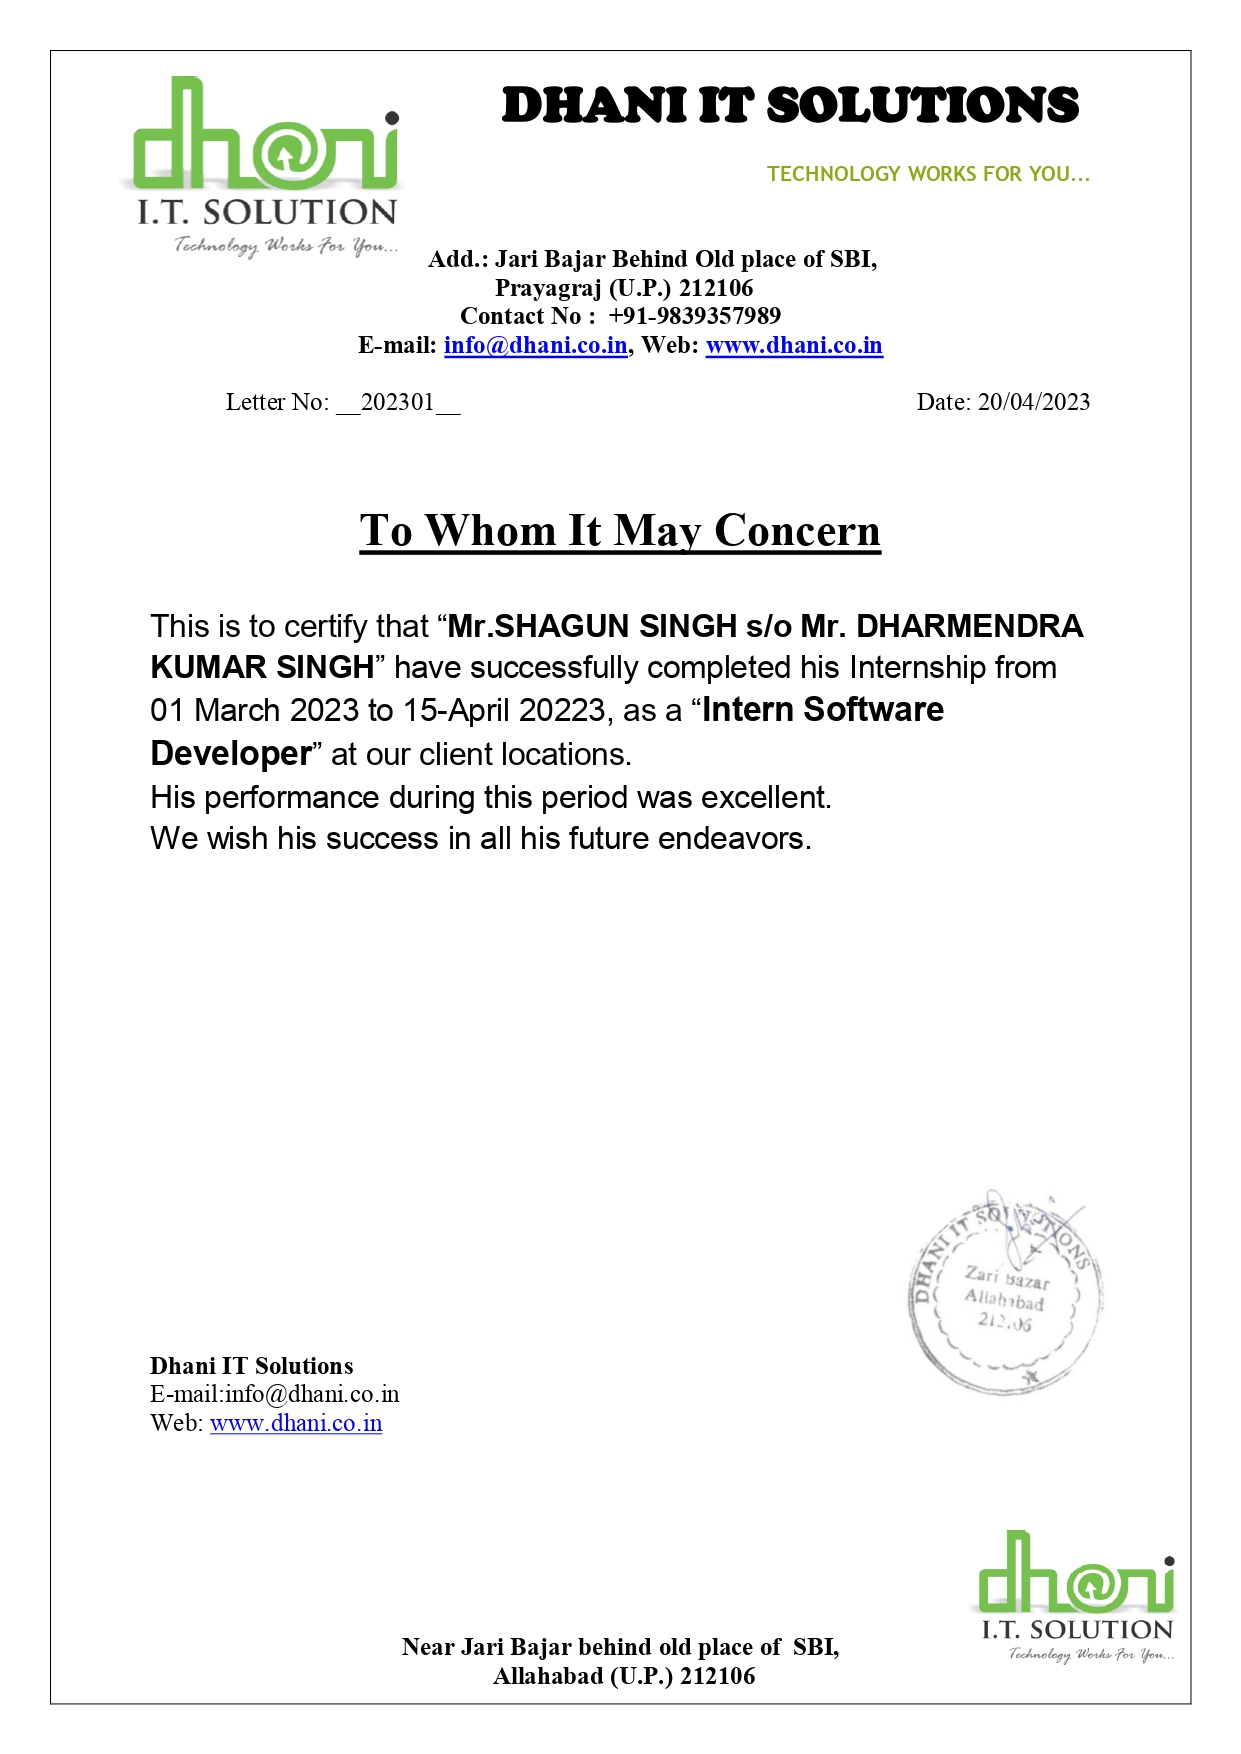 dh@ni
I.T. SOLUTION
Technology Works For You...
DHANI IT SOLUTIONS
TECHNOLOGY WORKS FOR YOU...
Add.: Jari Bajar Behind Old place of SBI,
Prayagraj (U.P.) 212106
Contact No :  +91-9839357989
E-mail: info@dhani.co.in, Web: www.dhani.co.in
Letter No: __202301__ Date: 20/04/2023
To Whom It May Concern
This is to certify that “Mr.SHAGUN SINGH s/o Mr. DHARMENDRA
KUMAR SINGH” have successfully completed his Internship from
01 March 2023 to 15-April 20223, as a “Intern Software
Developer” at our client locations.
His performance during this period was excellent.
We wish his success in all his future endeavors.
DHANI IT SOLUTIONS
Zari Bazar
Allahabad
Dhani IT Solutions
E-mail:info@dhani.co.in
Web: www.dhani.co.in
dh@ni
I.T. SOLUTION
Technology Works For You...
Near Jari Bajar behind old place of  SBI,
Allahabad (U.P.) 212106